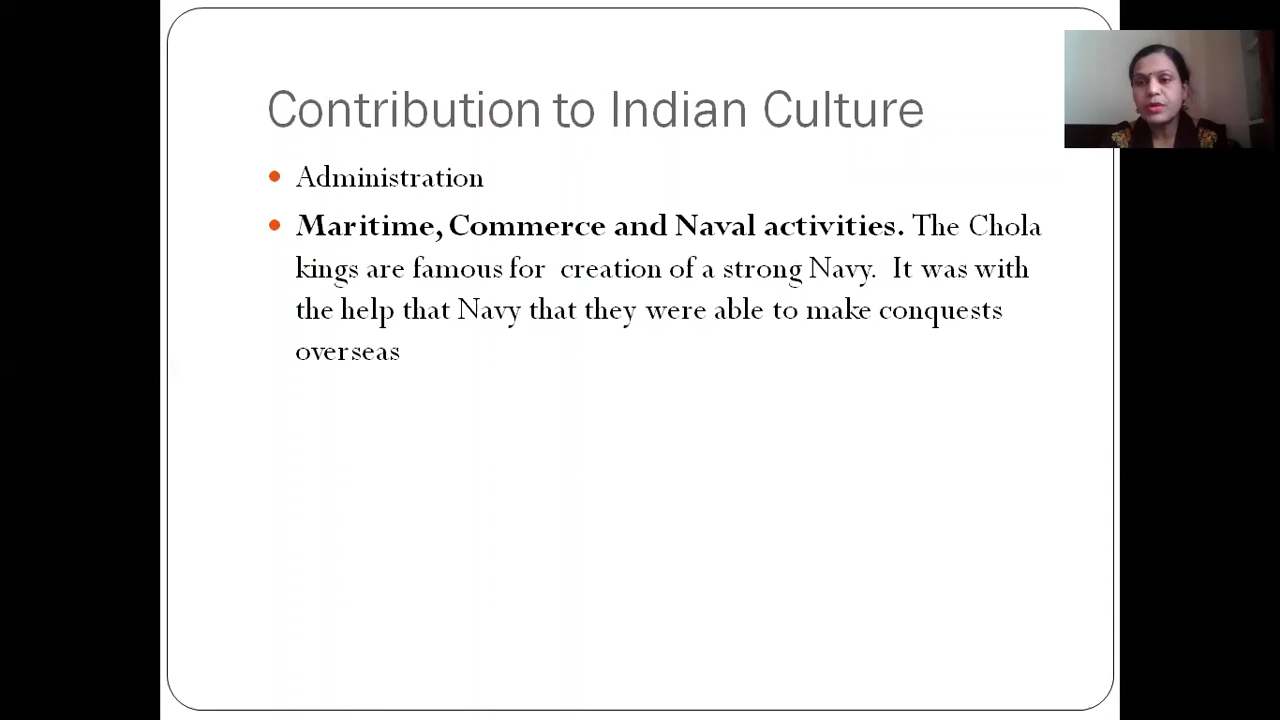 Contribution to Indian Culture
Administration
Maritime, Commerce and Naval activities. The Chola
kings are famous for creation of a strong Navy. It was with
the help that Navy that they were able to make conquests
overseas